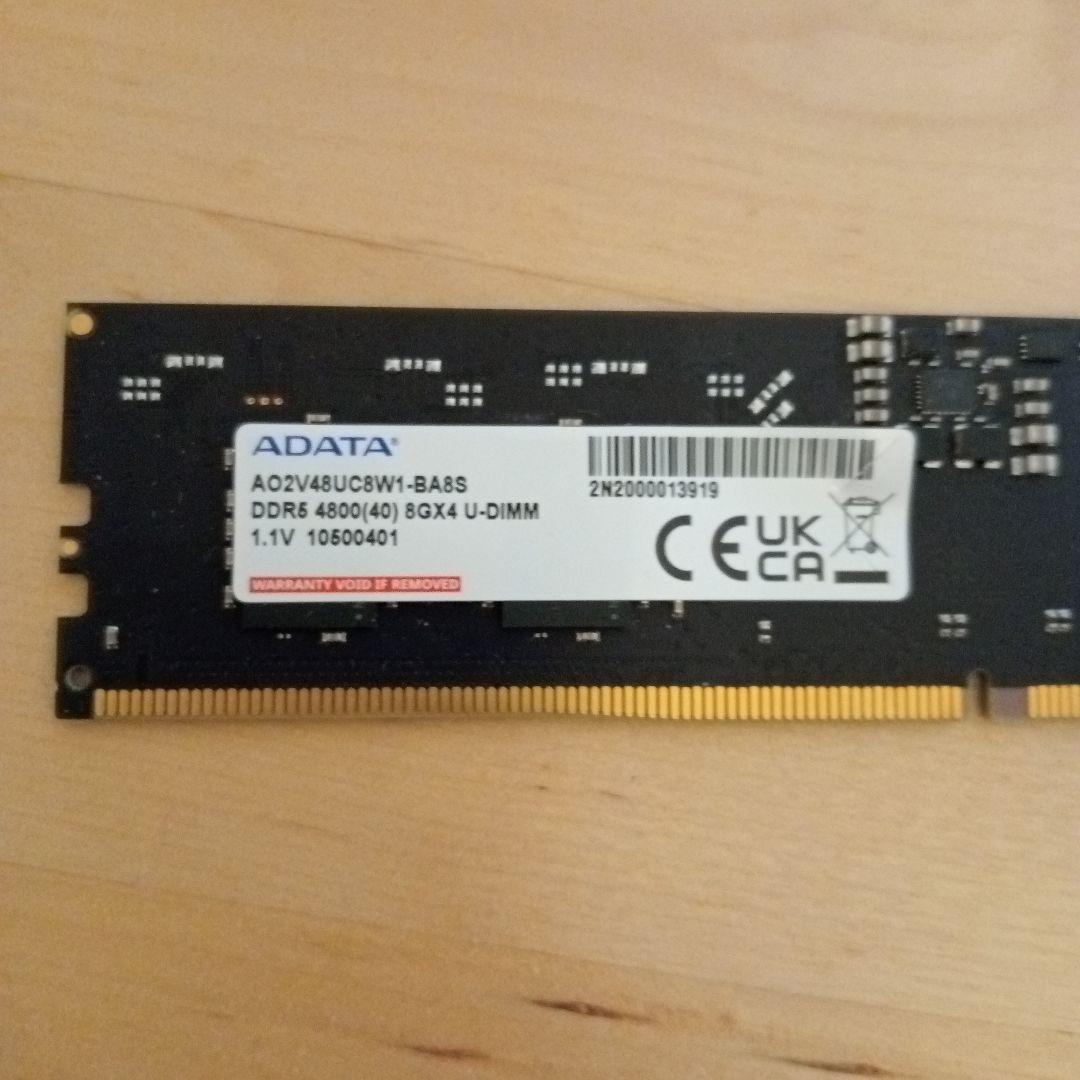 ADATA®
AO2V48UC8W1-BA8S
DDR5 4800(40) 8GX4 U-DIMM
1.1V 10500401
WARRANTY VOID IF REMOVED
2N2000013919
CE UK
CA